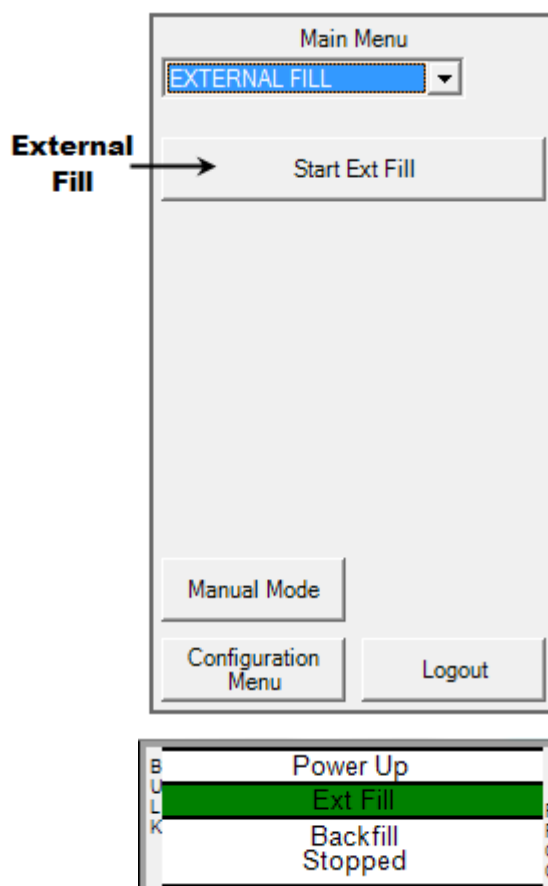 Main Menu
EXTERNAL FILL
External
Fill
Start Ext Fill
Manual Mode
Configuration
Menu
Logout
BULK
Power Up
Ext Fill
Backfill
Stopped